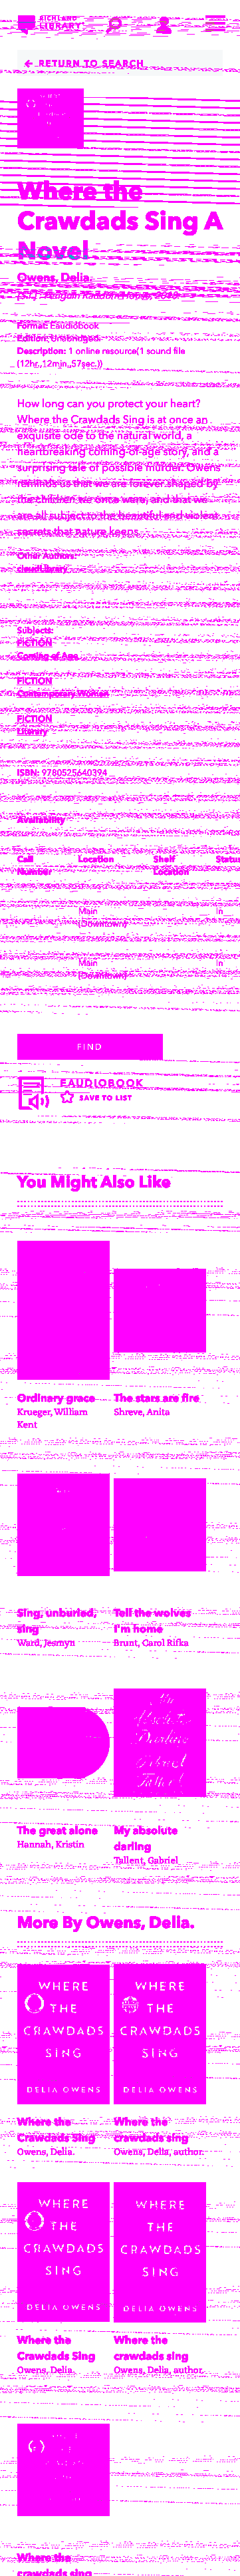 RICHLAND
LIBRARY
← RETURN TO SEARCH
Where the
Crawdads Sing A
Novel
Owens, Delia.
Format: Eaudiobook
Edition: Unabridged.
Description: 1 online resource(1 sound file
(12hr.,12min.,57sec.))
How long can you protect your heart?
Where the Crawdads Sing is at once an
exquisite ode to the natural world, a
heartbreaking coming-of-age story, and a
surprising tale of possible murder. Owens
reminds us that we are forever shaped by
the children we once were, and that we
are all subject to the beautiful and violent
secrets that nature keeps
Other Authors:
Subjects:
FICTION
Coming of Age
FICTION
Contemporary Women
FICTION
Literary
ISBN: 9780525640394
Availability
Call Number Location Shelf Location Status
Main (Downtown) In
Main (Downtown) In
FIND
EAUDIOBOOK
SAVE TO LIST
You Might Also Like
Ordinary grace
Krueger, William
Kent
The stars are fire
Shreve, Anita
Sing, unburied,
sing
Ward, Jesmyn
Tell the wolves
I'm home
Brunt, Carol Rifka
My
Absolute
Darling
Gabriel
Tallent
The great alone
Hannah, Kristin
My absolute
darling
Tallent, Gabriel
More By Owens, Delia.
WHERE
THE
CRAWDADS
SING
DELIA OWENS
WHERE
THE
CRAWDADS
SING
DELIA OWENS
Where the
Crawdads Sing
Owens, Delia.
Where the
crawdads sing
Owens, Delia, author.
WHERE
THE
CRAWDADS
SING
DELIA OWENS
WHERE
THE
CRAWDADS
SING
DELIA OWENS
Where the
Crawdads Sing
Owens, Delia.
Where the
crawdads sing
Owens, Delia, author.
Where the
crawdads sing